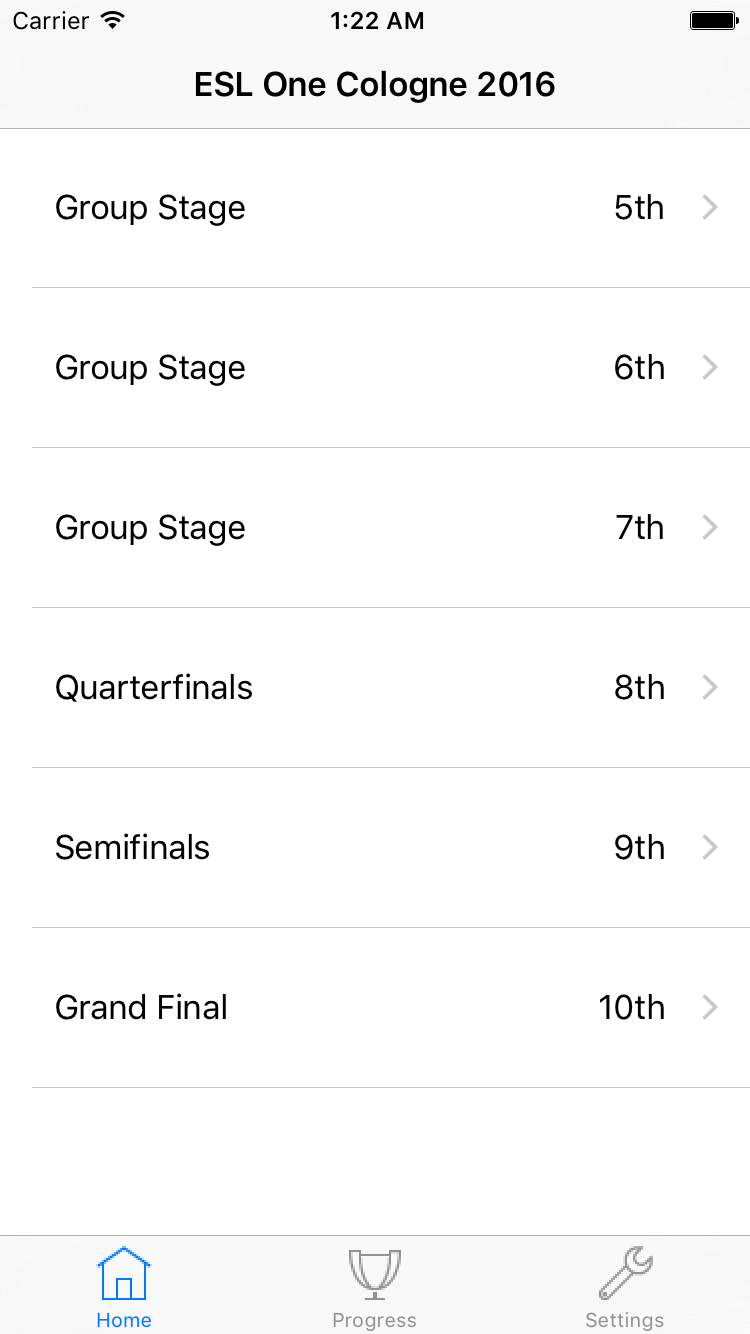 Carrier 1:22 AM
ESL One Cologne 2016
Group Stage 5th
Group Stage 6th
Group Stage 7th
Quarterfinals 8th
Semifinals 9th
Grand Final 10th
Home Progress Settings